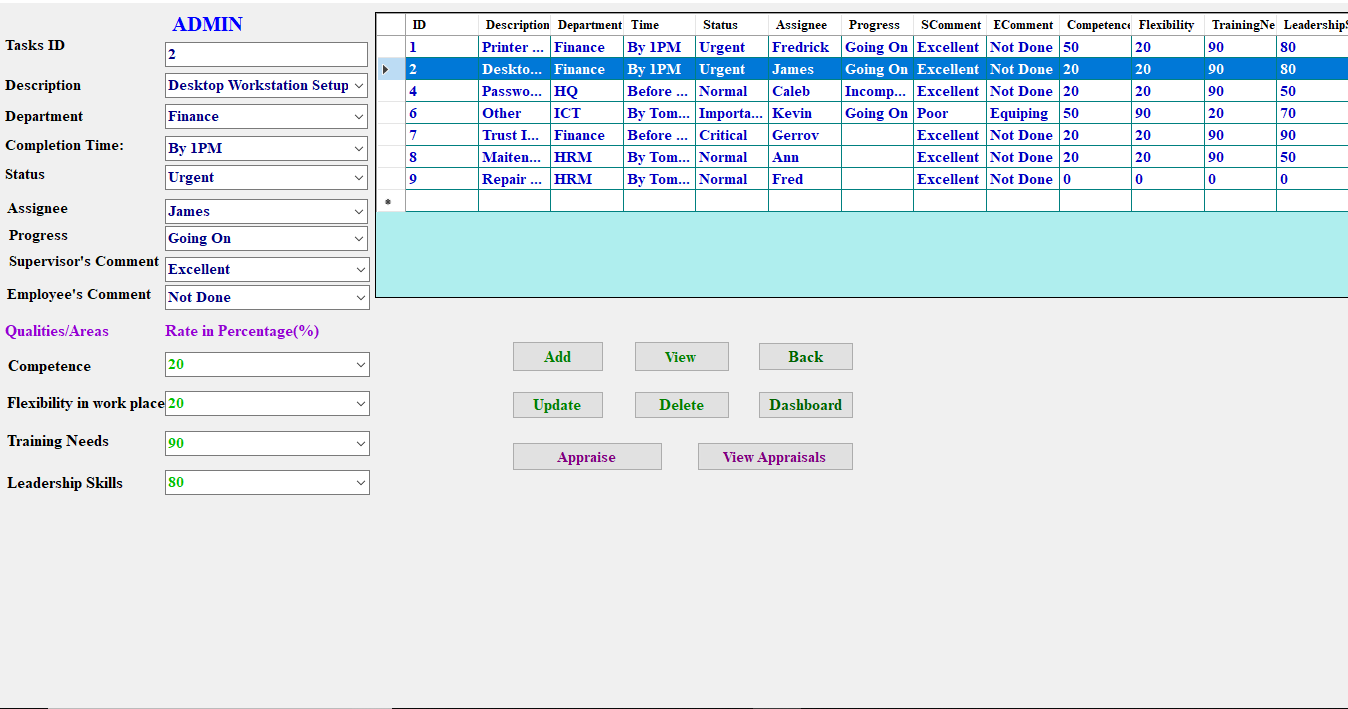 ADMIN
Tasks ID 2
Description Desktop Workstation Setup
Department Finance
Completion Time: By 1PM
Status Urgent
Assignee James
Progress Going On
Supervisor's Comment Excellent
Employee's Comment Not Done
Qualities/Areas Rate in Percentage(%)
Competence 20
Flexibility in work place 20
Training Needs 90
Leadership Skills 80
ID Description Department Time Status Assignee Progress SComment EComment Competence Flexibility TrainingNe LeadershipS
1 Printer ... Finance By 1PM Urgent Fredrick Going On Excellent Not Done 50 20 90 80
2 Deskto... Finance By 1PM Urgent James Going On Excellent Not Done 20 20 90 80
4 Passwo... HQ Before ... Normal Caleb Incomp... Excellent Not Done 20 20 90 50
6 Other ICT By Tom... Importa... Kevin Going On Poor Equiping 50 90 20 70
7 Trust I... Finance Before ... Critical Gerrov Excellent Not Done 20 20 90 90
8 Maiten... HRM By Tom... Normal Ann Excellent Not Done 20 20 90 50
9 Repair ... HRM By Tom... Normal Fred Excellent Not Done 0 0 0 0
Add View Back
Update Delete Dashboard
Appraise View Appraisals